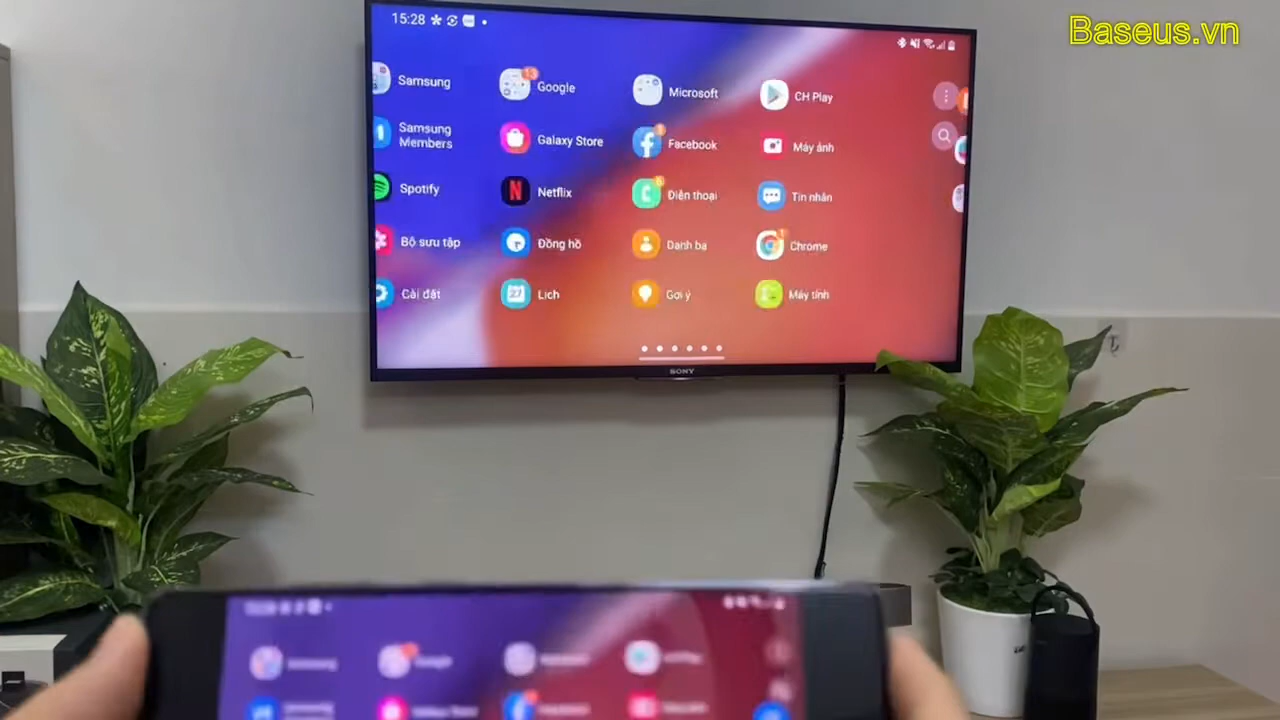 Baseus.vn
15:28
Samsung
Google
Microsoft
CH Play
Samsung
Members
Galaxy Store
Facebook
Máy ảnh
Spotify
Netflix
Điện thoại
Tin nhắn
Bộ sưu tập
Đồng hồ
Danh bạ
Chrome
Cài đặt
Lịch
Gợi ý
Máy tính
SONY
Google